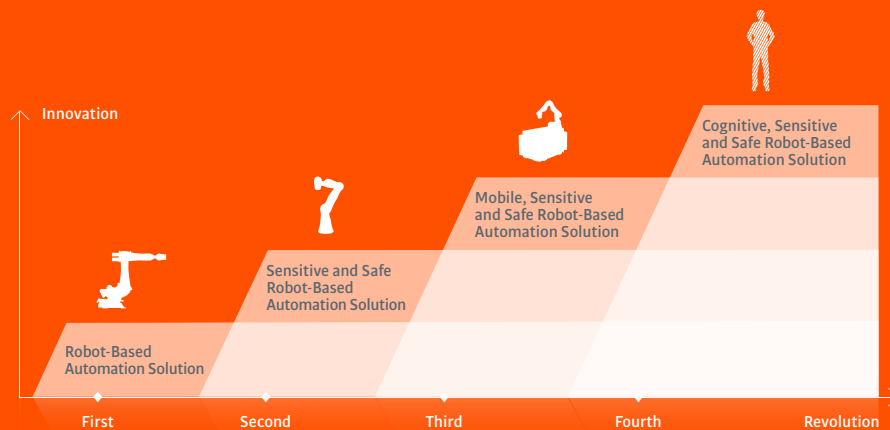 Innovation
Cognitive, Sensitive
and Safe Robot-Based
Automation Solution
Mobile, Sensitive
and Safe Robot-Based
Automation Solution
Sensitive and Safe
Robot-Based
Automation Solution
Robot-Based
Automation Solution
First
Second
Third
Fourth
Revolution